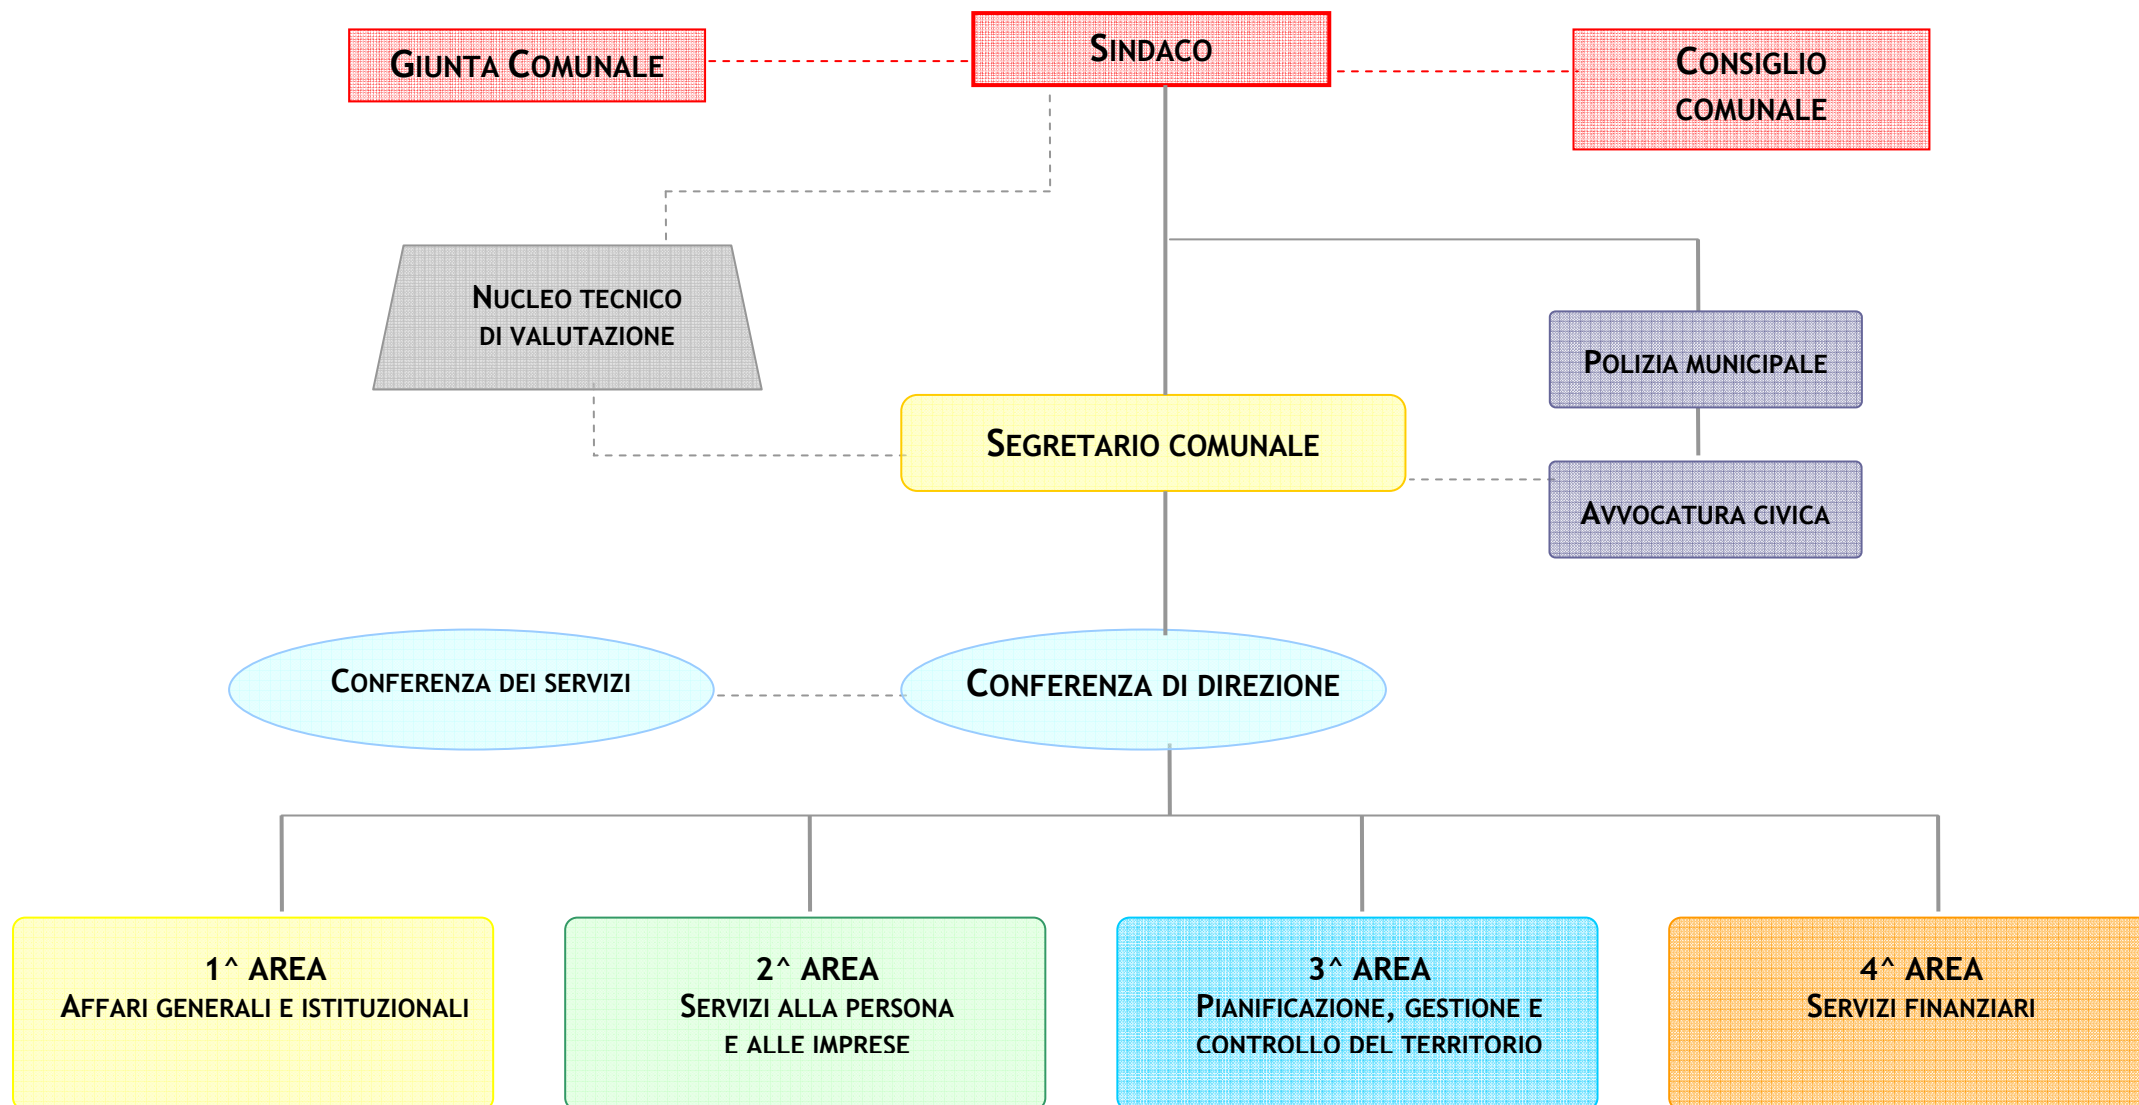 GIUNTA COMUNALE
SINDACO
CONSIGLIO
COMUNALE
NUCLEO TECNICO
DI VALUTAZIONE
POLIZIA MUNICIPALE
SEGRETARIO COMUNALE
AVVOCATURA CIVICA
CONFERENZA DEI SERVIZI
CONFERENZA DI DIREZIONE
1^ AREA
AFFARI GENERALI E ISTITUZIONALI
2^ AREA
SERVIZI ALLA PERSONA
E ALLE IMPRESE
3^ AREA
PIANIFICAZIONE, GESTIONE E
CONTROLLO DEL TERRITORIO
4^ AREA
SERVIZI FINANZIARI